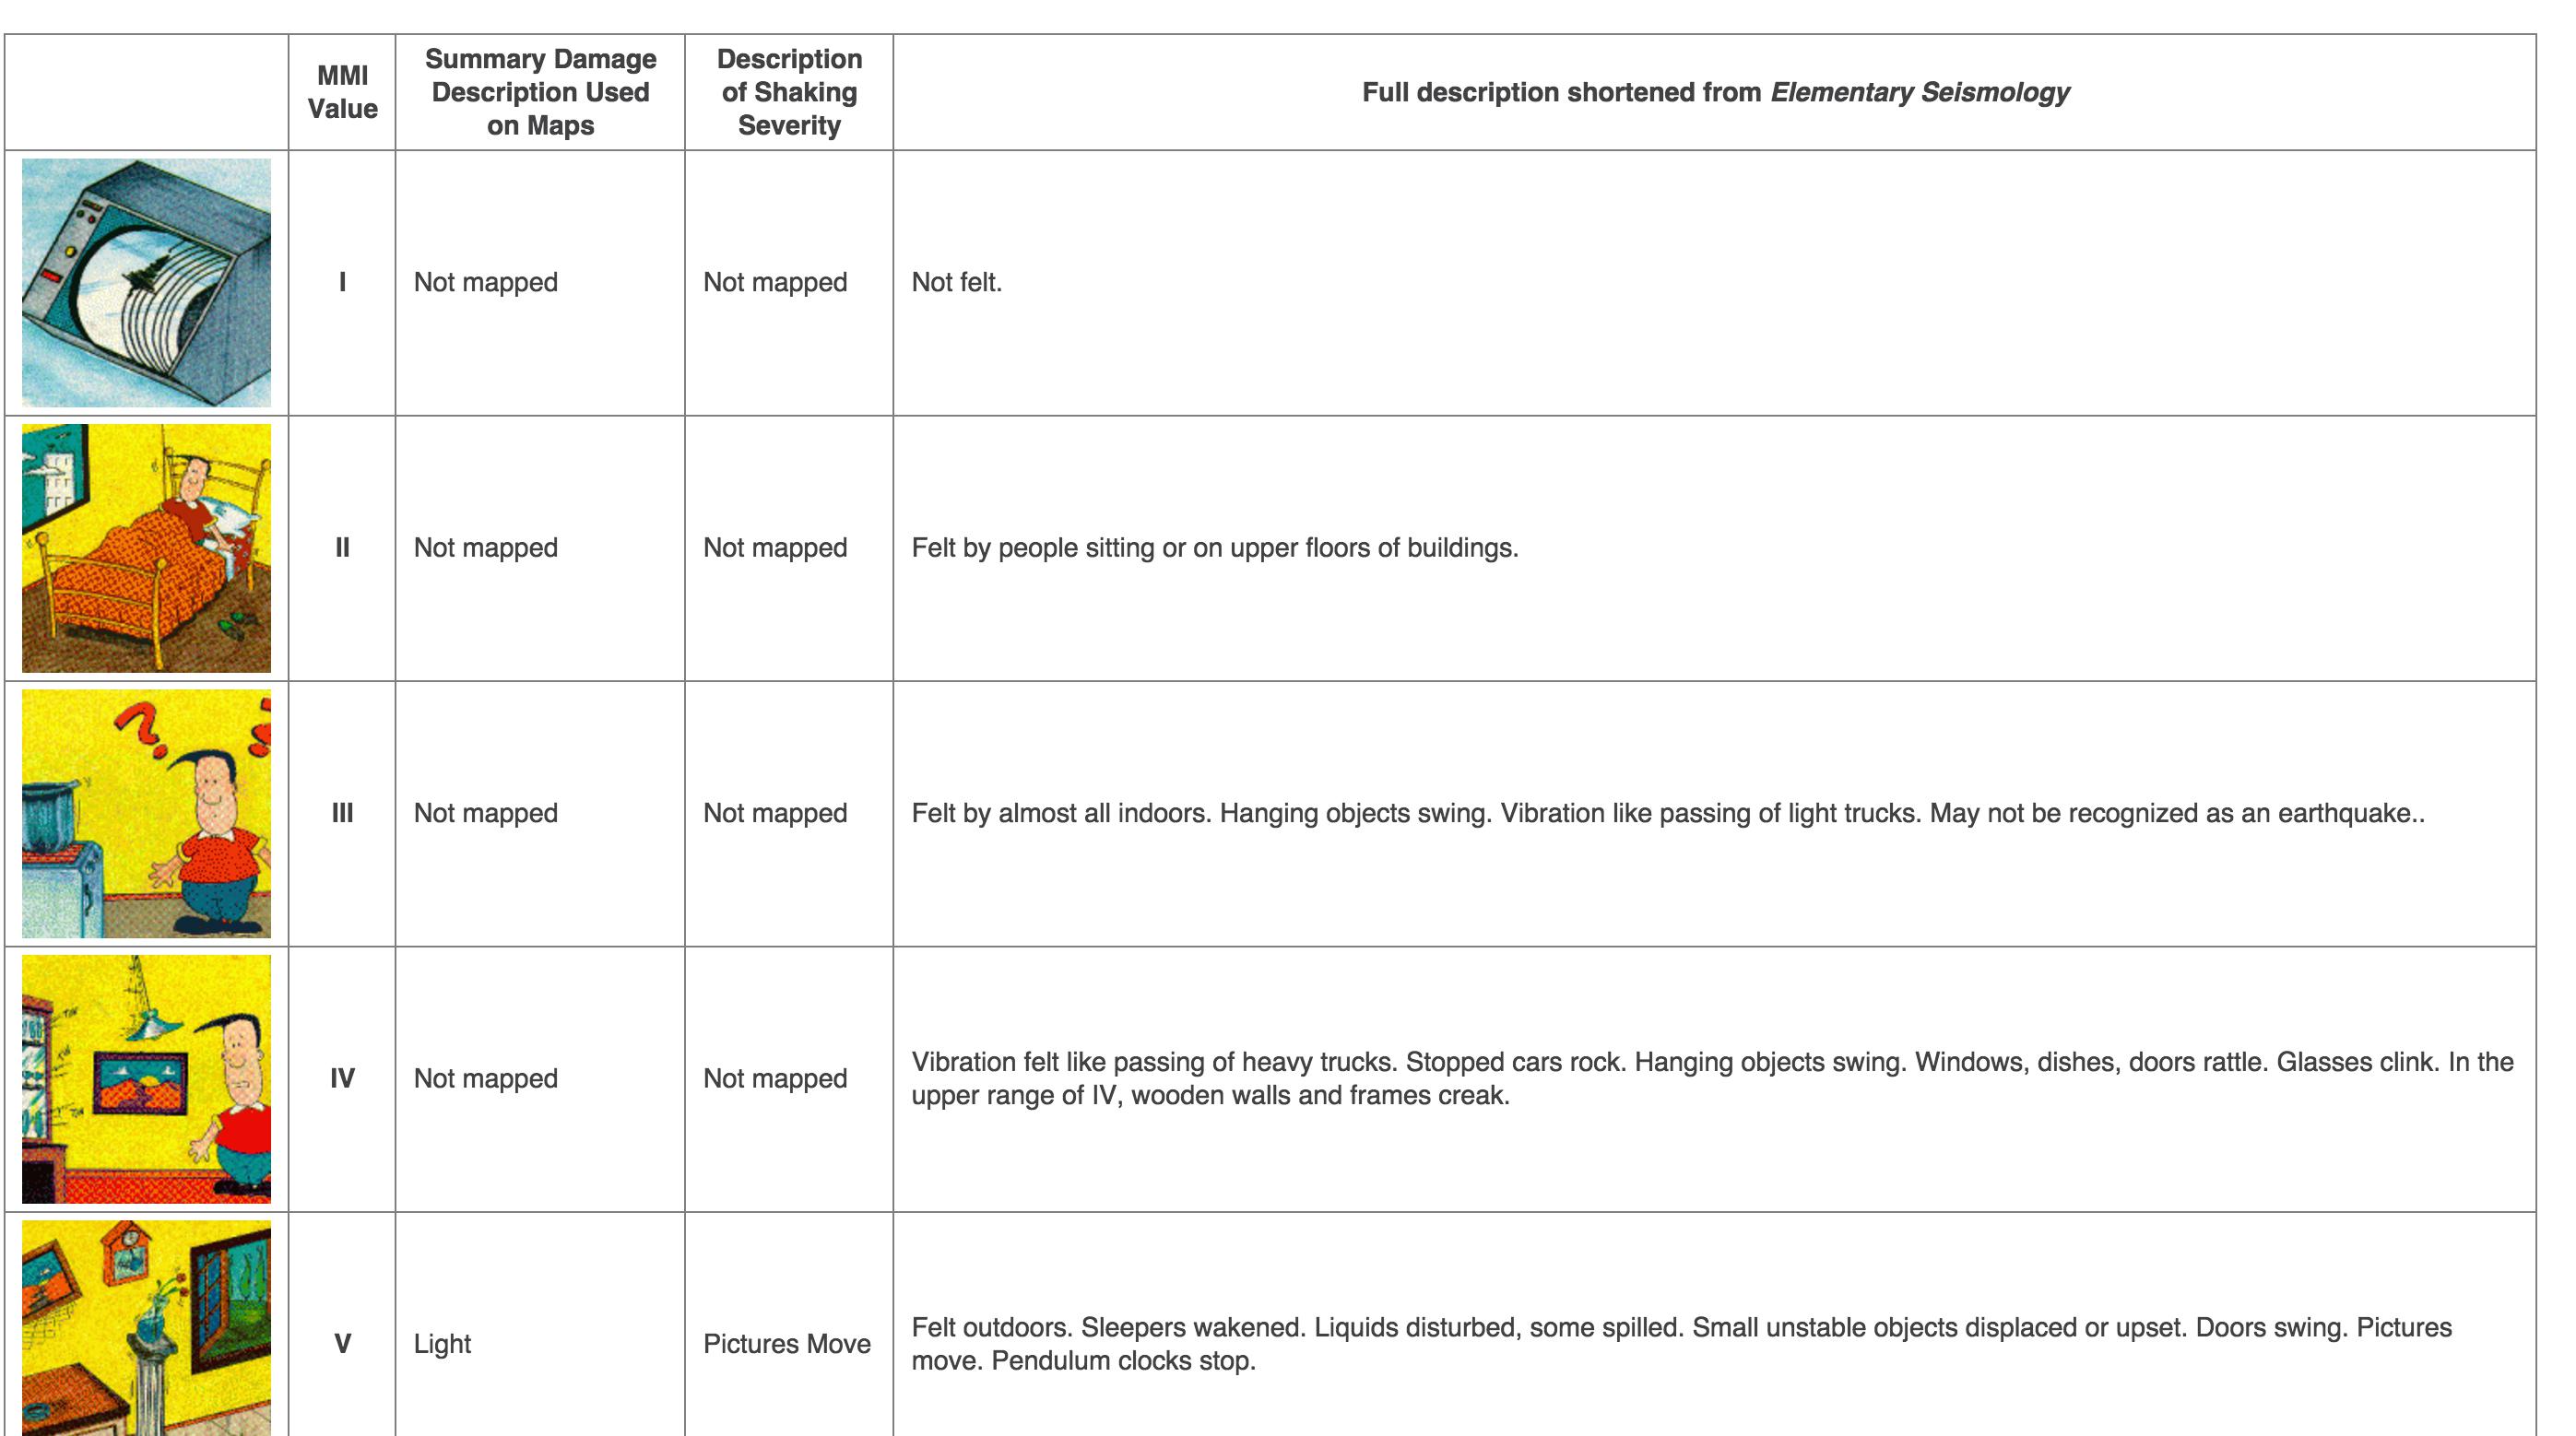 MMI
Value
Summary Damage
Description Used
on Maps
Description
of Shaking
Severity
Full description shortened from Elementary Seismology
I
Not mapped
Not mapped
Not felt.
II
Not mapped
Not mapped
Felt by people sitting or on upper floors of buildings.
III
Not mapped
Not mapped
Felt by almost all indoors. Hanging objects swing. Vibration like passing of light trucks. May not be recognized as an earthquake..
IV
Not mapped
Not mapped
Vibration felt like passing of heavy trucks. Stopped cars rock. Hanging objects swing. Windows, dishes, doors rattle. Glasses clink. In the
upper range of IV, wooden walls and frames creak.
V
Light
Pictures Move
Felt outdoors. Sleepers wakened. Liquids disturbed, some spilled. Small unstable objects displaced or upset. Doors swing. Pictures
move. Pendulum clocks stop.